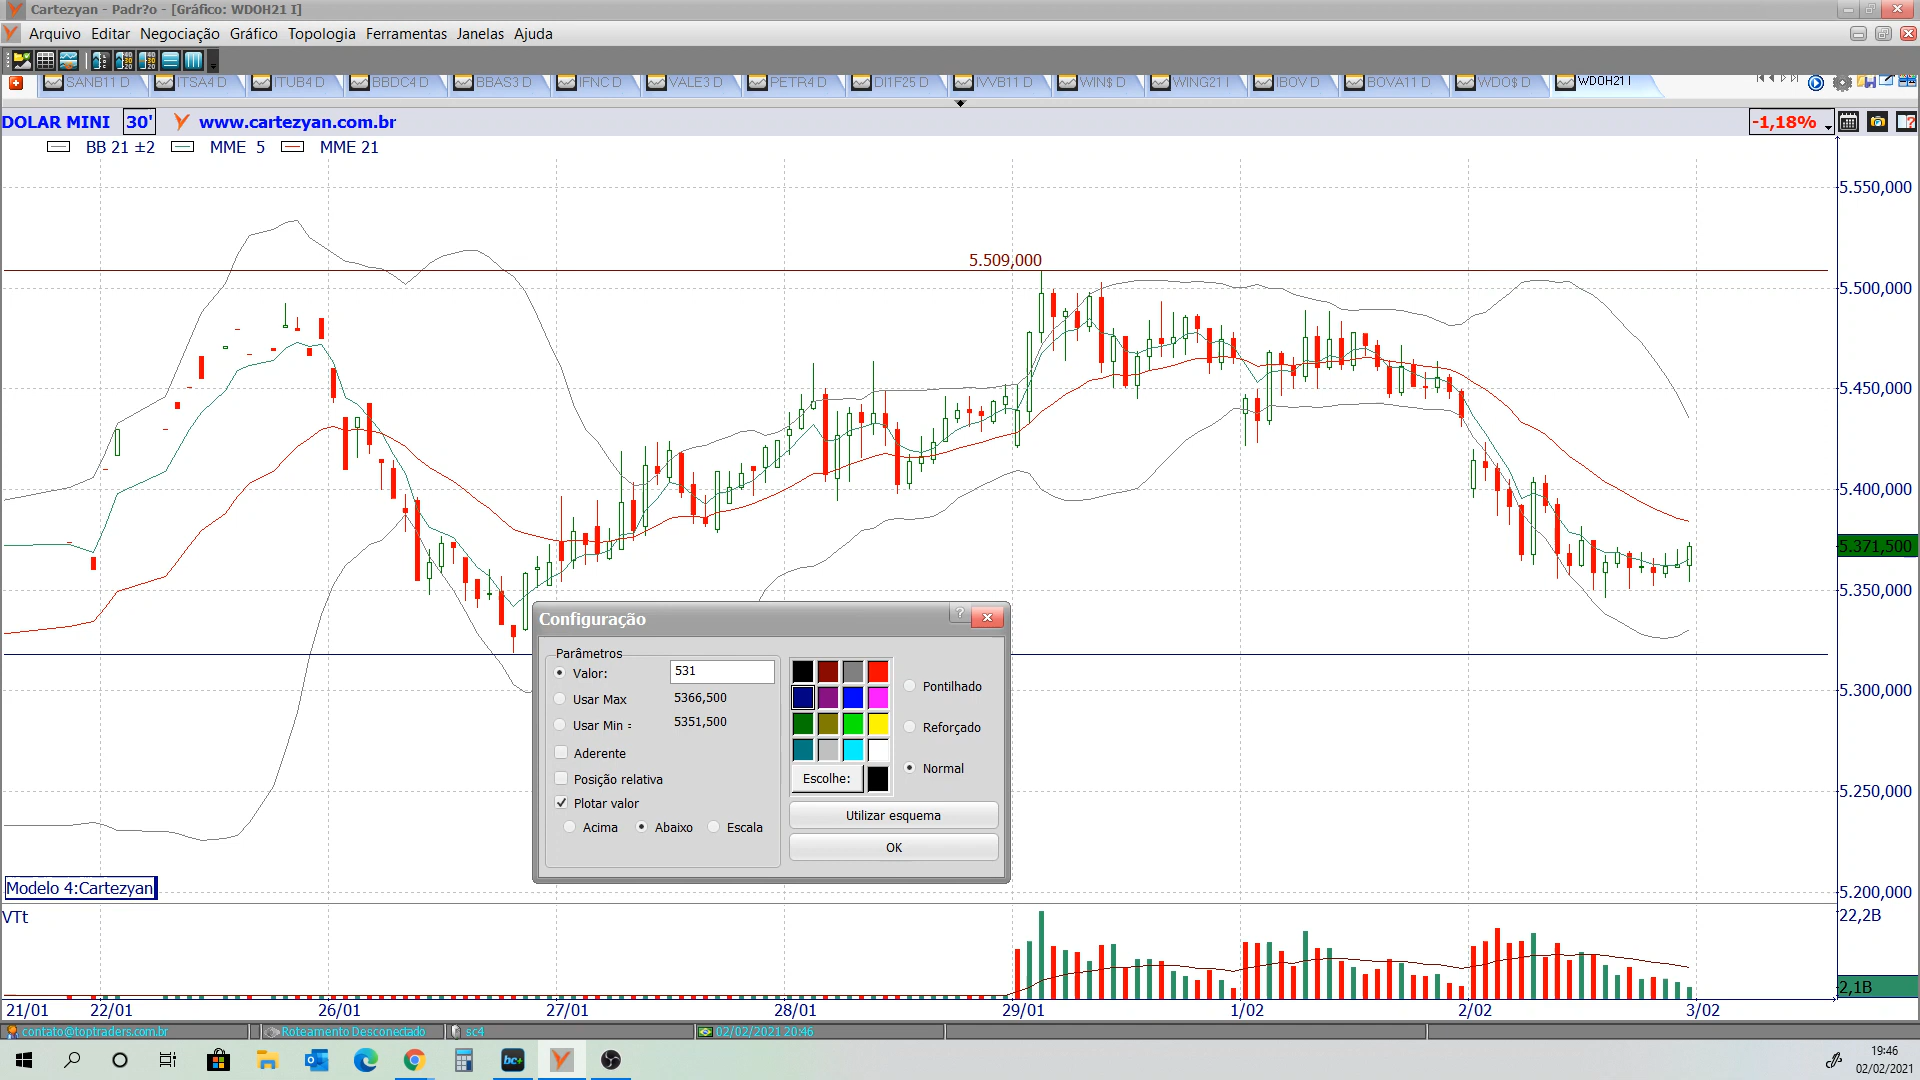 Cartezyan - Padr?o - [Gráfico: WDOH21 I]
Arquivo Editar Negociação Gráfico Topologia Ferramentas Janelas Ajuda
SANB11 D ITSA4 D ITUB4 D BBDC4 D BBAS3 D IFNC D VALE3 D PETR4 D DI1F25 D IVVB11 D WIN$ D WING21 I IBOV D BOVA11 D WDO$ D WDOH21 I
DOLAR MINI 30' www.cartezyan.com.br -1,18%
BB 21 ±2 MME 5 MME 21
5.550,000
5.509,000
5.500,000
5.450,000
5.400,000
5.371,500
5.350,000
5.300,000
5.250,000
5.200,000
Configuração ?
Parâmetros
Valor: 531
Usar Max 5366,500
Usar Min = 5351,500
Aderente
Posição relativa
Plotar valor
Acima Abaixo Escala
Pontilhado
Reforçado
Normal
Escolhe:
Utilizar esquema
OK
Modelo 4:Cartezyan
VTt
22,2B
2,1B
21/01 22/01 26/01 27/01 28/01 29/01 1/02 2/02 3/02
contato@toptraders.com.br Roteamento Desconectado sc4 02/02/2021 20:46
bc+
19:46
02/02/2021